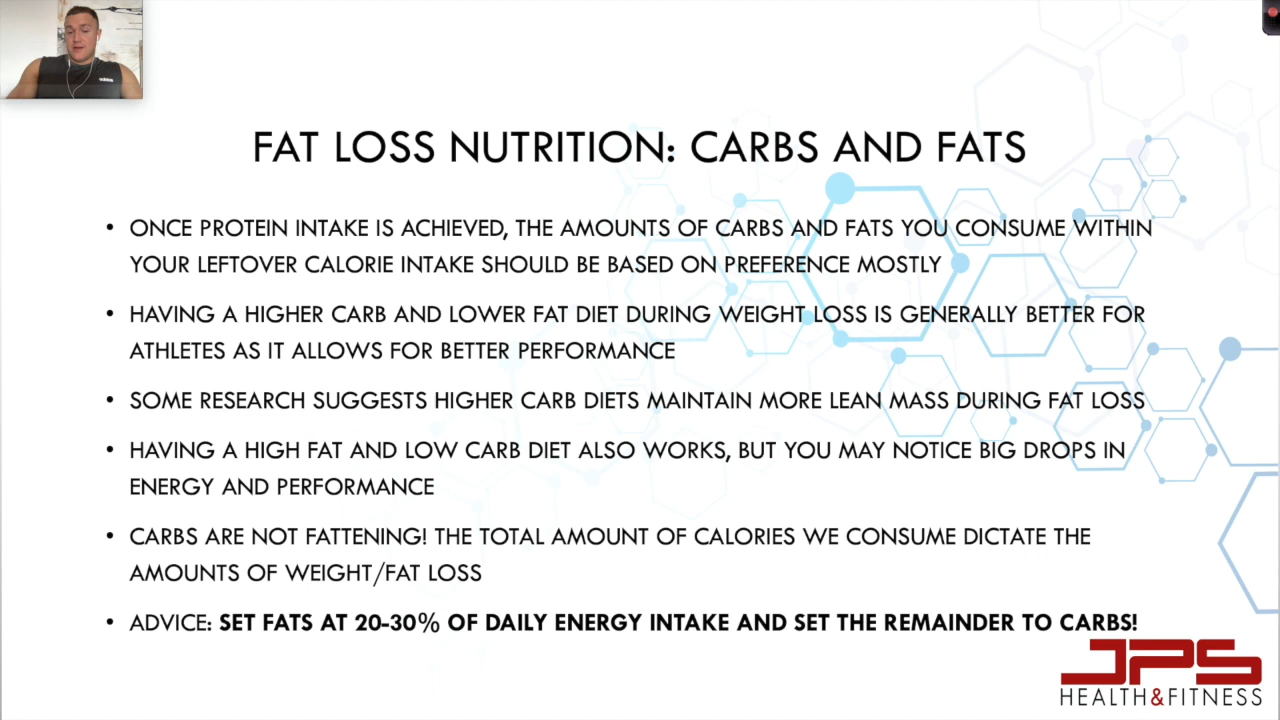 FAT LOSS NUTRITION: CARBS AND FATS
• ONCE PROTEIN INTAKE IS ACHIEVED, THE AMOUNTS OF CARBS AND FATS YOU CONSUME WITHIN
YOUR LEFTOVER CALORIE INTAKE SHOULD BE BASED ON PREFERENCE MOSTLY
• HAVING A HIGHER CARB AND LOWER FAT DIET DURING WEIGHT LOSS IS GENERALLY BETTER FOR
ATHLETES AS IT ALLOWS FOR BETTER PERFORMANCE
• SOME RESEARCH SUGGESTS HIGHER CARB DIETS MAINTAIN MORE LEAN MASS DURING FAT LOSS
• HAVING A HIGH FAT AND LOW CARB DIET ALSO WORKS, BUT YOU MAY NOTICE BIG DROPS IN
ENERGY AND PERFORMANCE
• CARBS ARE NOT FATTENING! THE TOTAL AMOUNT OF CALORIES WE CONSUME DICTATE THE
AMOUNTS OF WEIGHT/FAT LOSS
• ADVICE: SET FATS AT 20-30% OF DAILY ENERGY INTAKE AND SET THE REMAINDER TO CARBS!
JPS
HEALTH&FITNESS